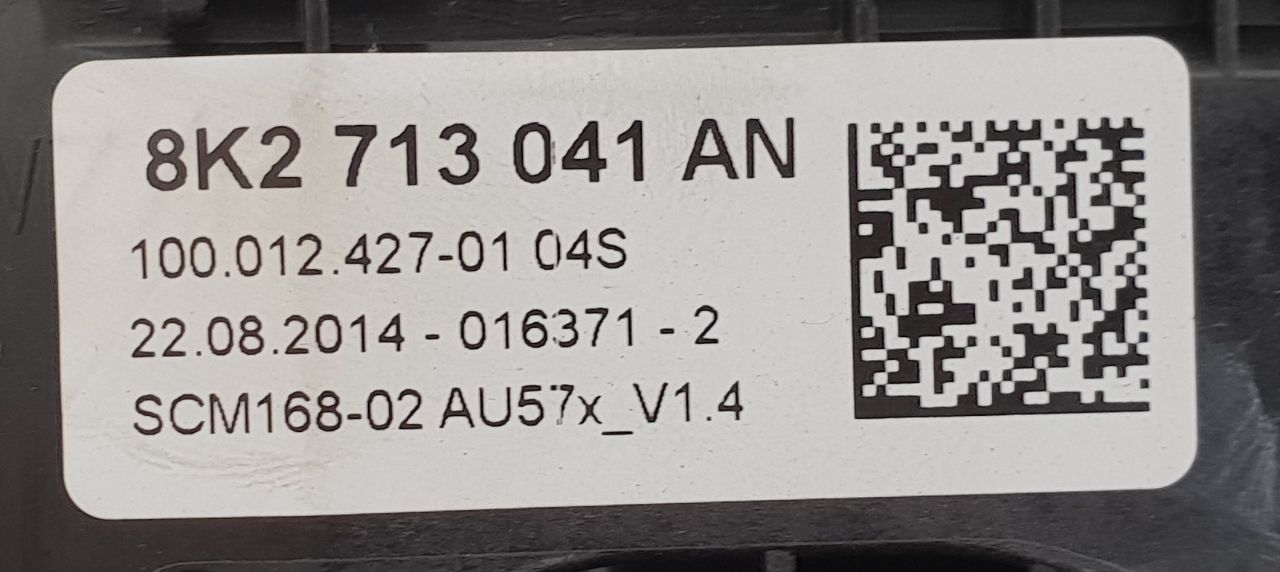 8K2 713 041 AN
100.012.427-01 04S
22.08.2014 - 016371 - 2
SCM168-02 AU57x_V1.4